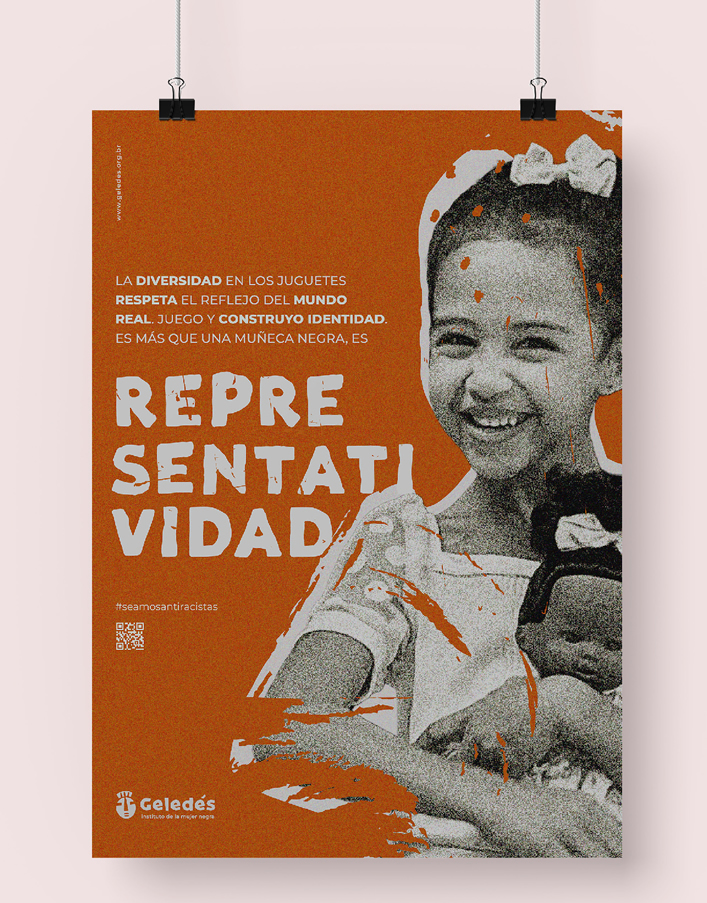 www.geledes.org.br
LA DIVERSIDAD EN LOS JUGUETES
RESPETA EL REFLEJO DEL MUNDO
REAL. JUEGO Y CONSTRUYO IDENTIDAD.
ES MÁS QUE UNA MUÑECA NEGRA, ES
REPRE
SENTATI
VIDAD
#seamosantiracistas
Geledés
Instituto de la mujer negra